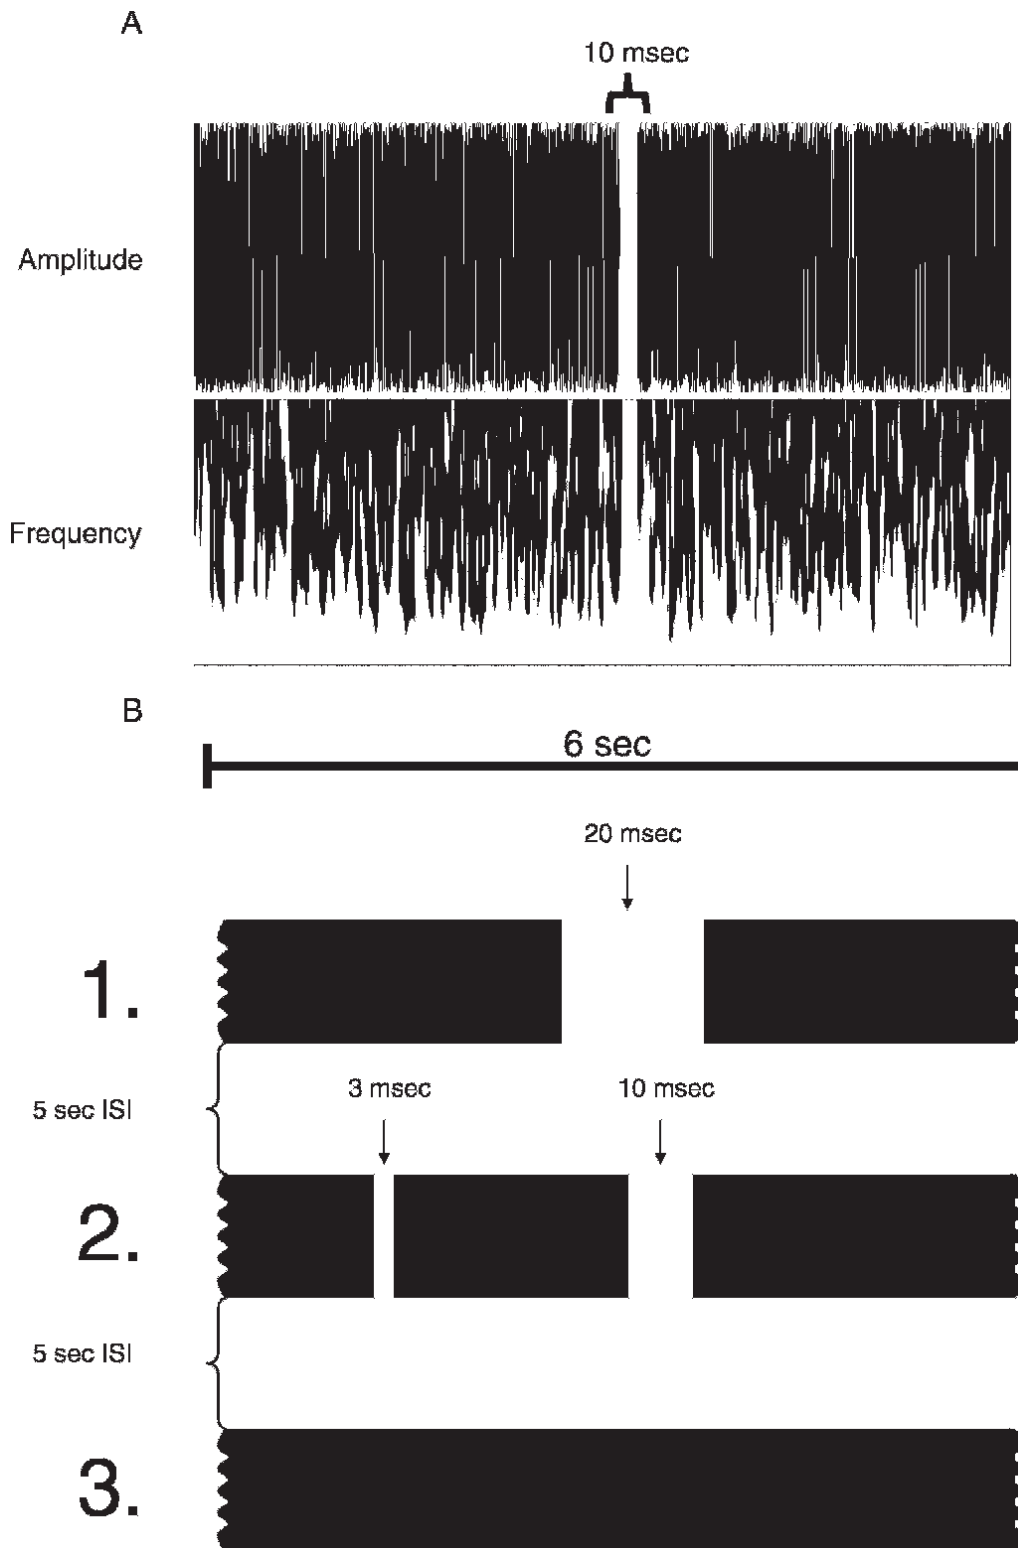 A
10 msec
Amplitude
Frequency
B
6 sec
20 msec
1.
3 msec
10 msec
5 sec ISI
2.
5 sec ISI
3.